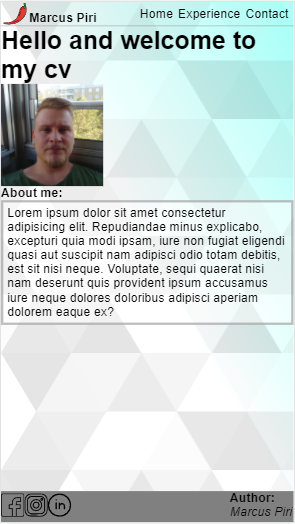 Marcus Piri
Home Experience Contact
Hello and welcome to
my cv
About me:
Lorem ipsum dolor sit amet consectetur
adipisicing elit. Repudiandae minus explicabo,
excepturi quia modi ipsam, iure non fugiat eligendi
quasi aut suscipit nam adipisci odio totam debitis,
est sit nisi neque. Voluptate, sequi quaerat nisi
nam deserunt quis provident ipsum accusamus
iure neque dolores doloribus adipisci aperiam
dolorem eaque ex?
in
Author:
Marcus Piri